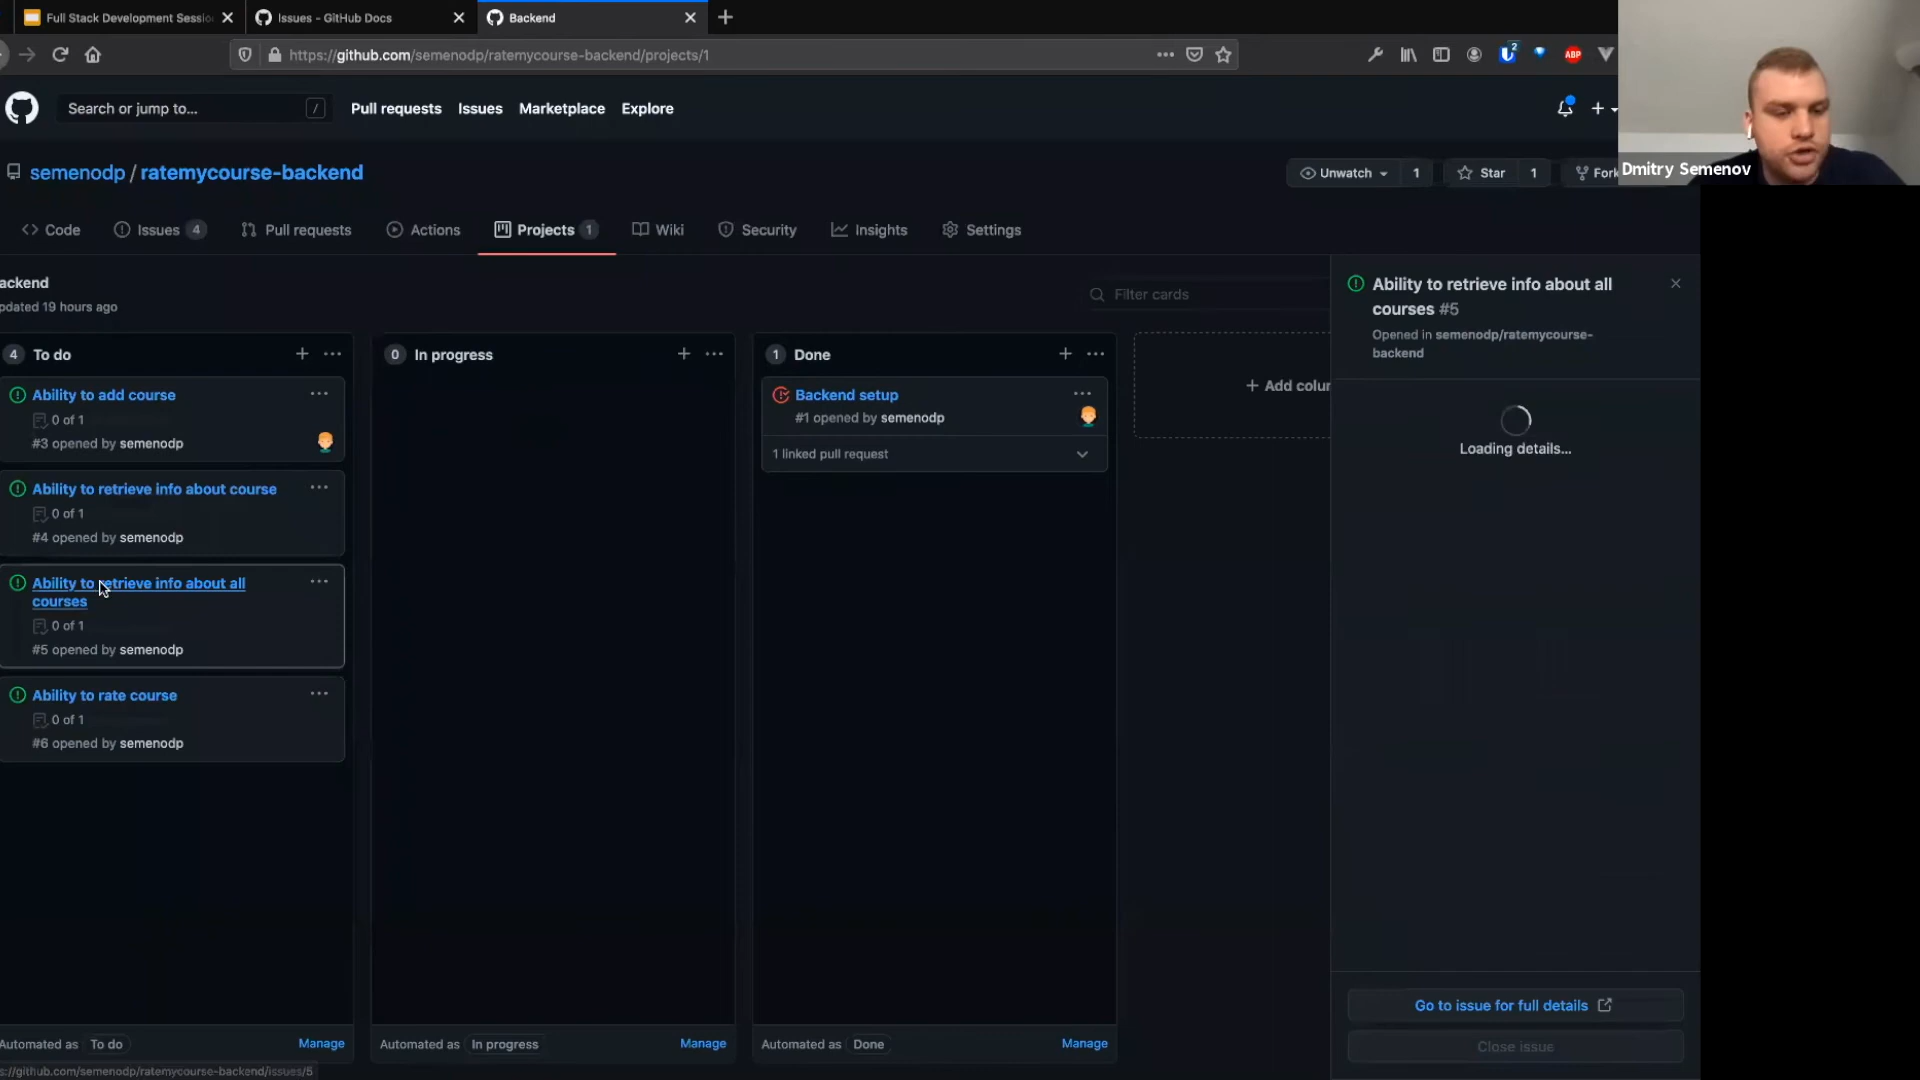 Full Stack Development Sessio
Issues - GitHub Docs
Backend
https://github.com/semenodp/ratemycourse-backend/projects/1
2
ABP
Search or jump to...
/
Pull requests
Issues
Marketplace
Explore
Dmitry Semenov
semenodp / ratemycourse-backend
Unwatch
1
Star
1
Fork
Code
Issues 4
Pull requests
Actions
Projects 1
Wiki
Security
Insights
Settings
ackend
pdated 19 hours ago
Filter cards
4 To do
Ability to add course
0 of 1
#3 opened by semenodp
Ability to retrieve info about course
0 of 1
#4 opened by semenodp
Ability to retrieve info about all
courses
0 of 1
#5 opened by semenodp
Ability to rate course
0 of 1
#6 opened by semenodp
Automated as To do
Manage
0 In progress
Automated as In progress
Manage
1 Done
Backend setup
#1 opened by semenodp
1 linked pull request
Automated as Done
Manage
+ Add colum
Ability to retrieve info about all
courses #5
Opened in semenodp/ratemycourse-
backend
Loading details...
Go to issue for full details
Close issue
s://github.com/semenodp/ratemycourse-backend/issues/5